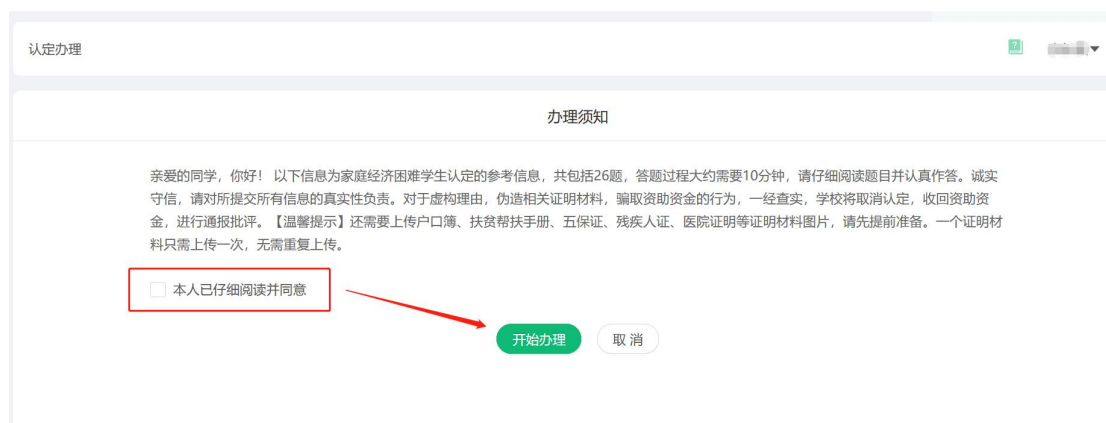 认定办理
办理须知
亲爱的同学，你好！ 以下信息为家庭经济困难学生认定的参考信息，共包括26题，答题过程大约需要10分钟，请仔细阅读题目并认真作答。诚实
守信，请对所提交所有信息的真实性负责。对于虚构理由，伪造相关证明材料，骗取资助资金的行为，一经查实，学校将取消认定，收回资助资
金，进行通报批评。【温馨提示】还需要上传户口簿、扶贫帮扶手册、五保证、残疾人证、医院证明等证明材料图片，请先提前准备。一个证明材
料只需上传一次，无需重复上传。
本人已仔细阅读并同意
开始办理 取 消